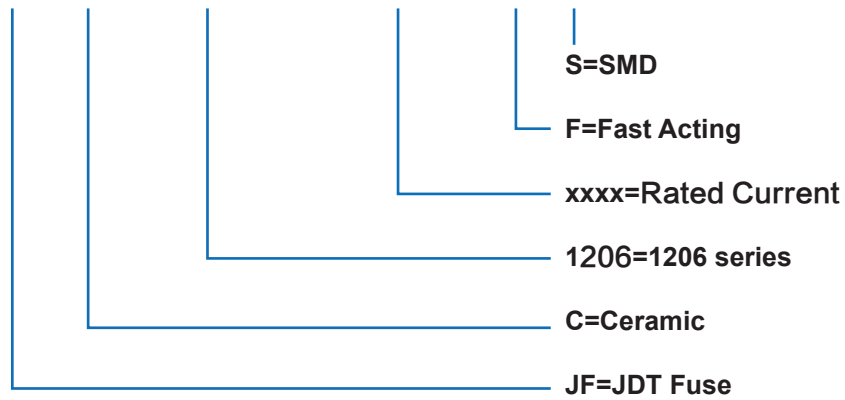 S=SMD
F=Fast Acting
xxxx=Rated Current
1206=1206 series
C=Ceramic
JF=JDT Fuse